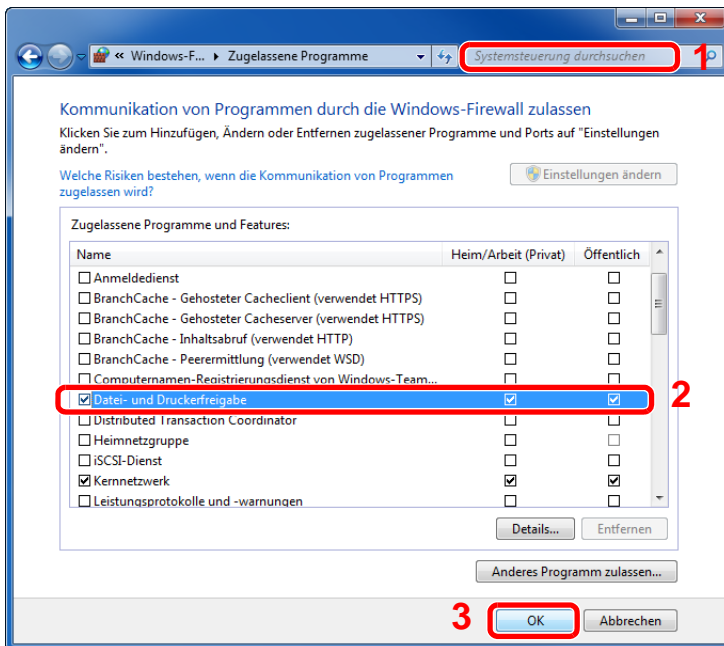 « Windows-F... Zugelassene Programme
Systemsteuerung durchsuchen
1
Kommunikation von Programmen durch die Windows-Firewall zulassen
Klicken Sie zum Hinzufügen, Ändern oder Entfernen zugelassener Programme und Ports auf "Einstellungen
ändern".
Welche Risiken bestehen, wenn die Kommunikation von Programmen
zugelassen wird?
Einstellungen ändern
Zugelassene Programme und Features:
Name Heim/Arbeit (Privat) Öffentlich
Anmeldedienst
BranchCache - Gehosteter Cacheclient (verwendet HTTPS)
BranchCache - Gehosteter Cacheserver (verwendet HTTPS)
BranchCache - Inhaltsabruf (verwendet HTTP)
BranchCache - Peerermittlung (verwendet WSD)
Computernamen-Registrierungsdienst von Windows-Team...
Datei- und Druckerfreigabe
2
Distributed Transaction Coordinator
Heimnetzgruppe
iSCSI-Dienst
Kernnetzwerk
Leistungsprotokolle und -warnungen
Details... Entfernen
Anderes Programm zulassen...
3
OK Abbrechen